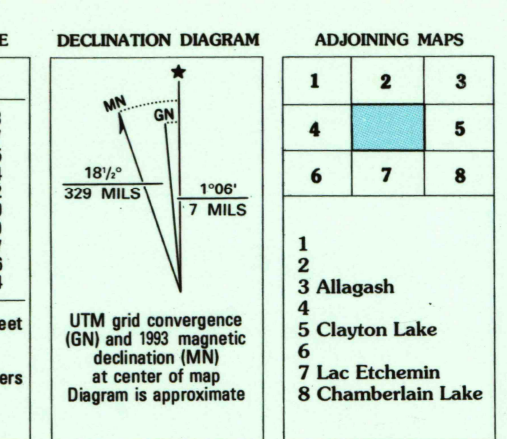 DECLINATION DIAGRAM
MN
GN
18½°
329 MILS
1°06'
7 MILS
UTM grid convergence
(GN) and 1993 magnetic
declination (MN)
at center of map
Diagram is approximate
ADJOINING MAPS
1 2 3
4 5
6 7 8
1
2
3 Allagash
4
5 Clayton Lake
6
7 Lac Etchemin
8 Chamberlain Lake